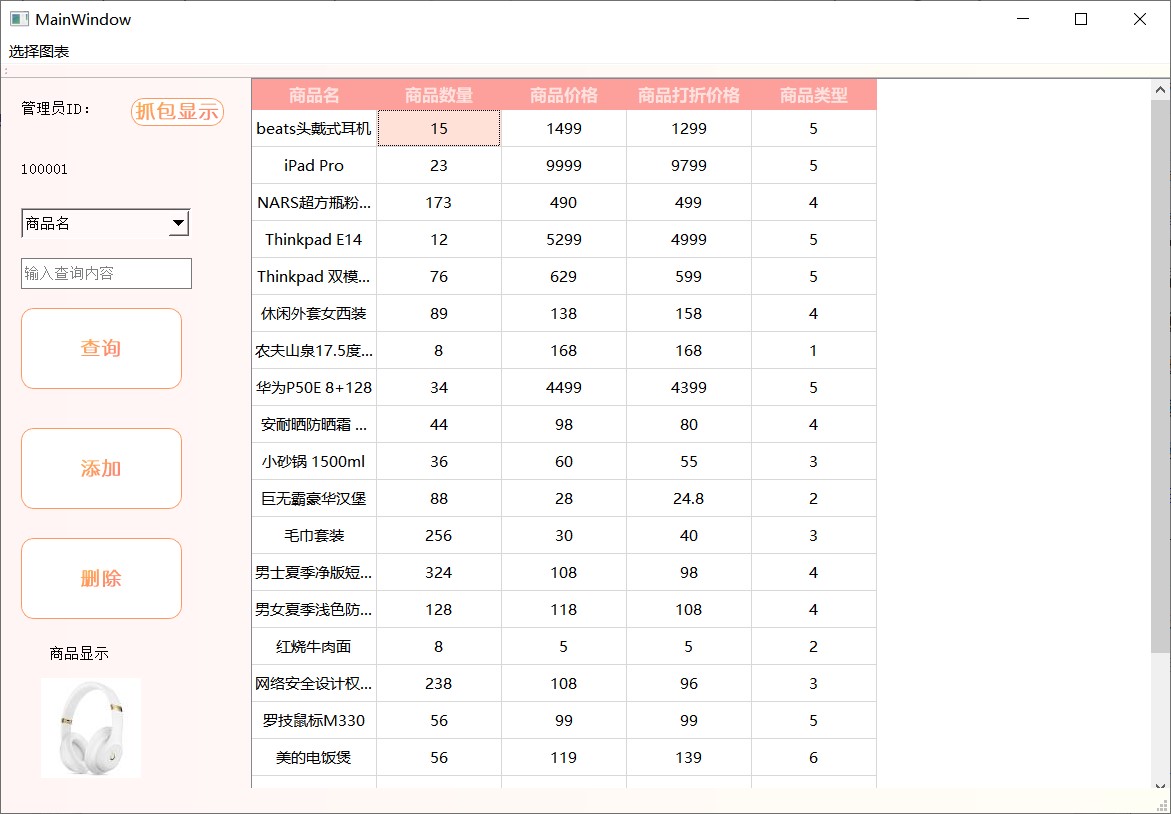 MainWindow
选择图表
管理员ID：
抓包显示
100001
商品名
输入查询内容
查询
添加
删除
商品显示
商品名 商品数量 商品价格 商品打折价格 商品类型
beats头戴式耳机 15 1499 1299 5
iPad Pro 23 9999 9799 5
NARS超方瓶粉... 173 490 499 4
Thinkpad E14 12 5299 4999 5
Thinkpad 双模... 76 629 599 5
休闲外套女西装 89 138 158 4
农夫山泉17.5度... 8 168 168 1
华为P50E 8+128 34 4499 4399 5
安耐晒防晒霜 ... 44 98 80 4
小砂锅 1500ml 36 60 55 3
巨无霸豪华汉堡 88 28 24.8 2
毛巾套装 256 30 40 3
男士夏季净版短... 324 108 98 4
男女夏季浅色防... 128 118 108 4
红烧牛肉面 8 5 5 2
网络安全设计权... 238 108 96 3
罗技鼠标M330 56 99 99 5
美的电饭煲 56 119 139 6